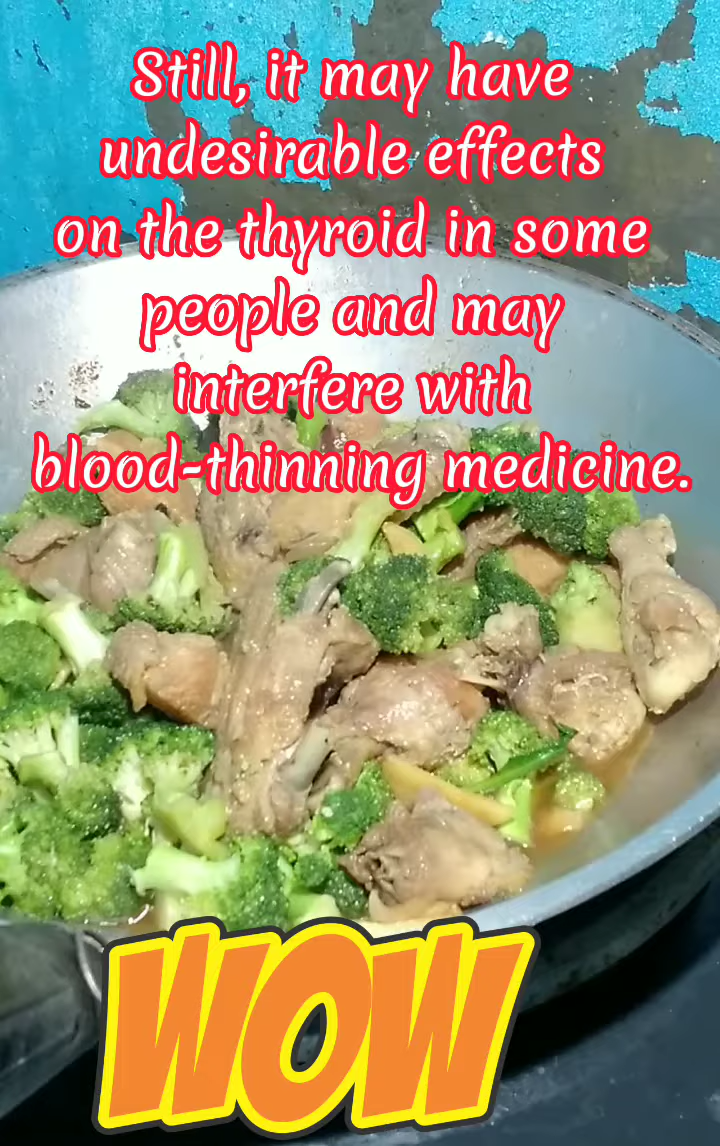 Still, it may have
undesirable effects
on the thyroid in some
people and may
interfere with
blood-thinning medicine.
WOW